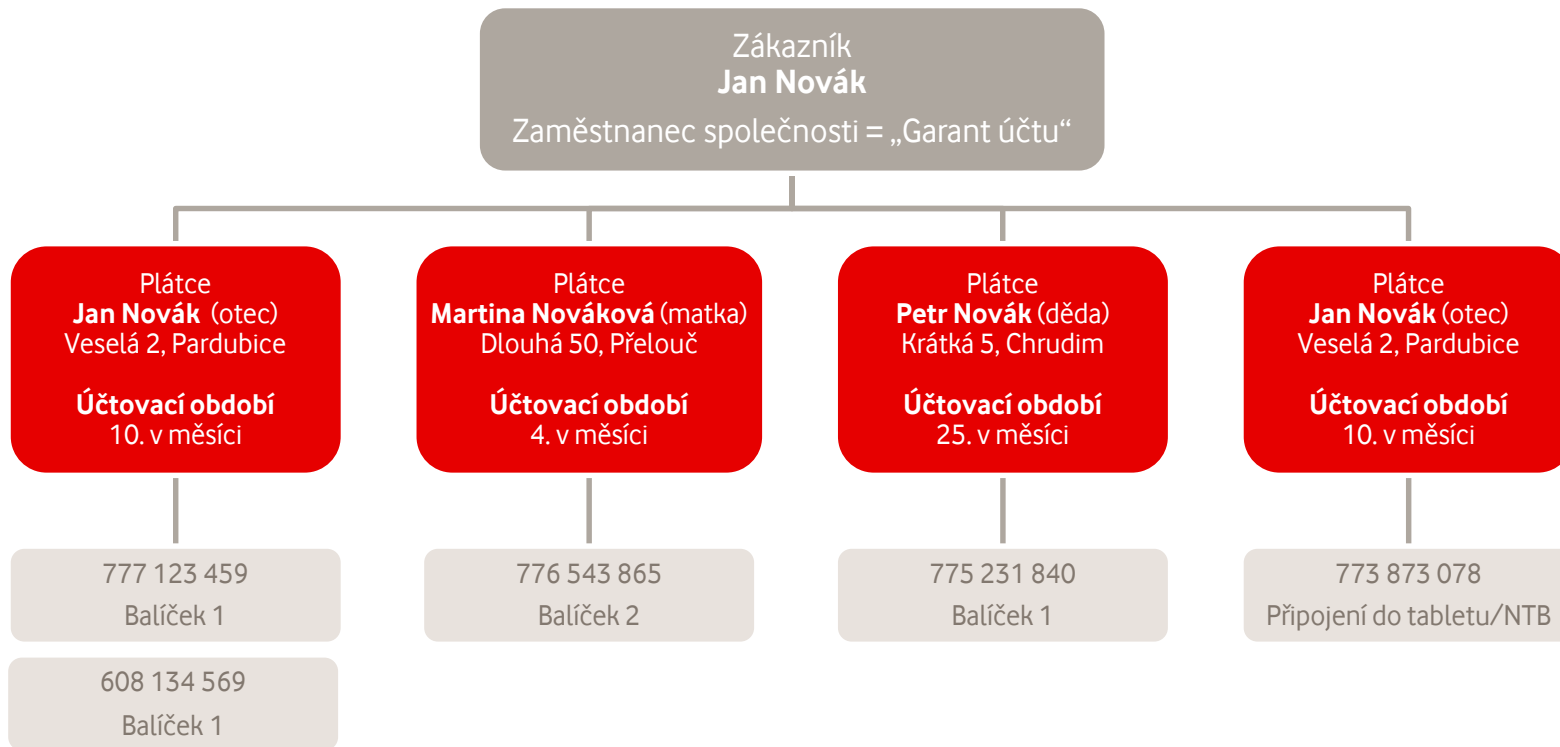 Zákazník
Jan Novák
Zaměstnanec společnosti = „Garant účtu“
Plátce
Jan Novák (otec)
Veselá 2, Pardubice
Účtovací období
10. v měsíci
777 123 459
Balíček 1
608 134 569
Balíček 1
Plátce
Martina Nováková (matka)
Dlouhá 50, Přelouč
Účtovací období
4. v měsíci
776 543 865
Balíček 2
Plátce
Petr Novák (děda)
Krátká 5, Chrudim
Účtovací období
25. v měsíci
775 231 840
Balíček 1
Plátce
Jan Novák (otec)
Veselá 2, Pardubice
Účtovací období
10. v měsíci
773 873 078
Připojení do tabletu/NTB